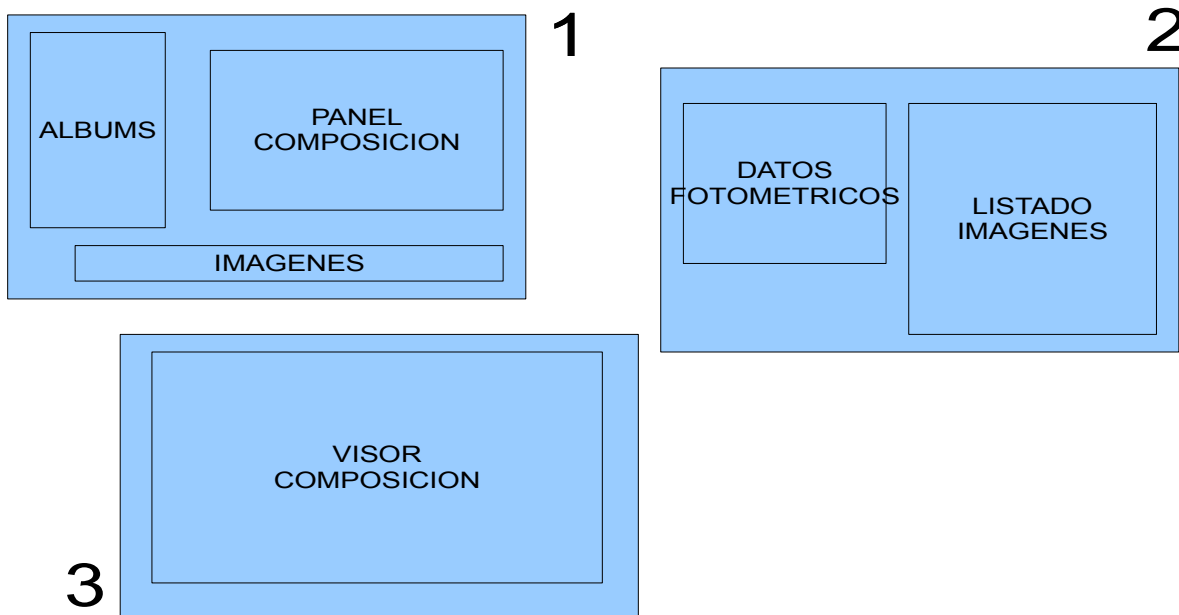 1
ALBUMS
PANEL
COMPOSICION
IMAGENES
2
DATOS
FOTOMETRICOS
LISTADO
IMAGENES
VISOR
COMPOSICION
3